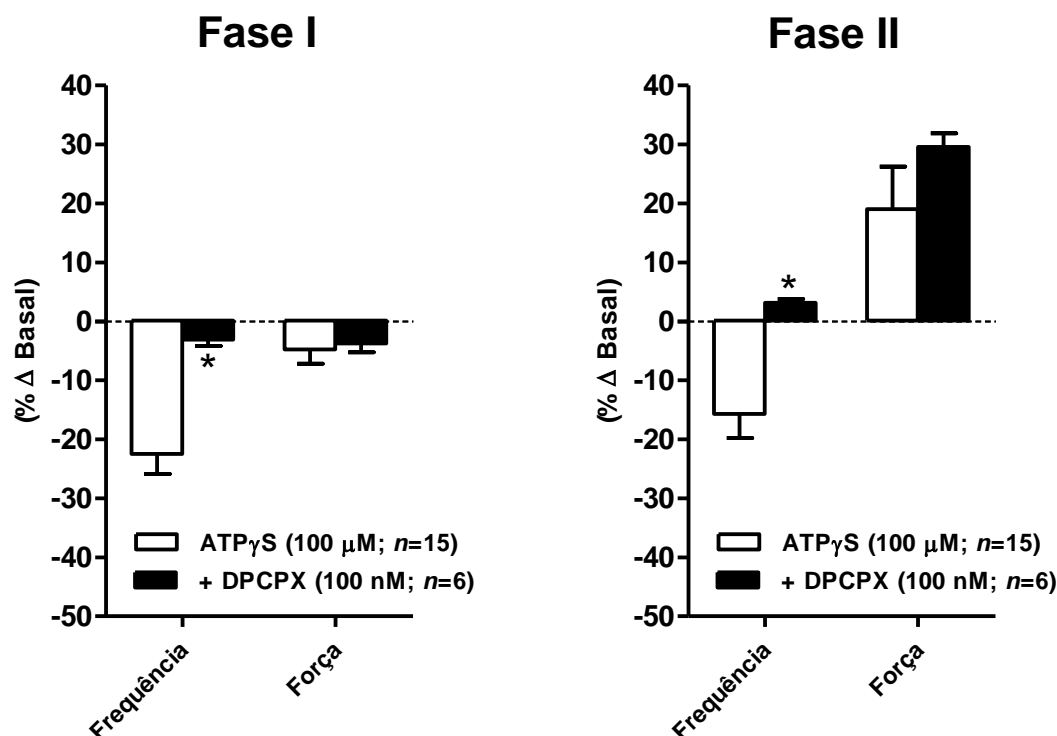 Fase I
40
30
20
10
0
-10
-20
-30
-40
-50
(% Δ Basal)
*
ATPγS (100 μM; n=15)
+ DPCPX (100 nM; n=6)
Frequência
Força
Fase II
40
30
20
10
0
-10
-20
-30
-40
-50
(% Δ Basal)
*
ATPγS (100 μM; n=15)
+ DPCPX (100 nM; n=6)
Frequência
Força